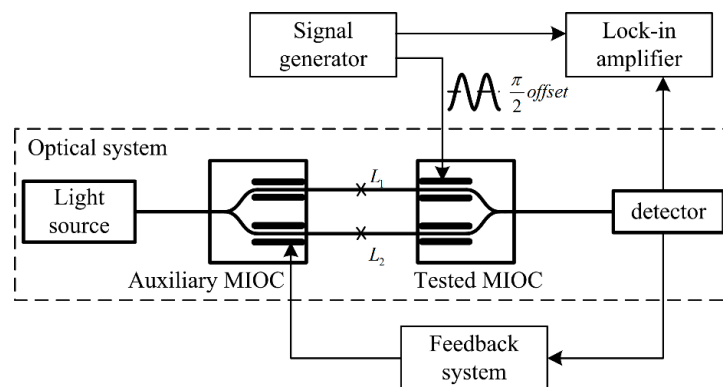 Signal
generator
Lock-in
amplifier
π/2 offset
Optical system
Light
source
L1
L2
detector
Auxiliary MIOC
Tested MIOC
Feedback
system